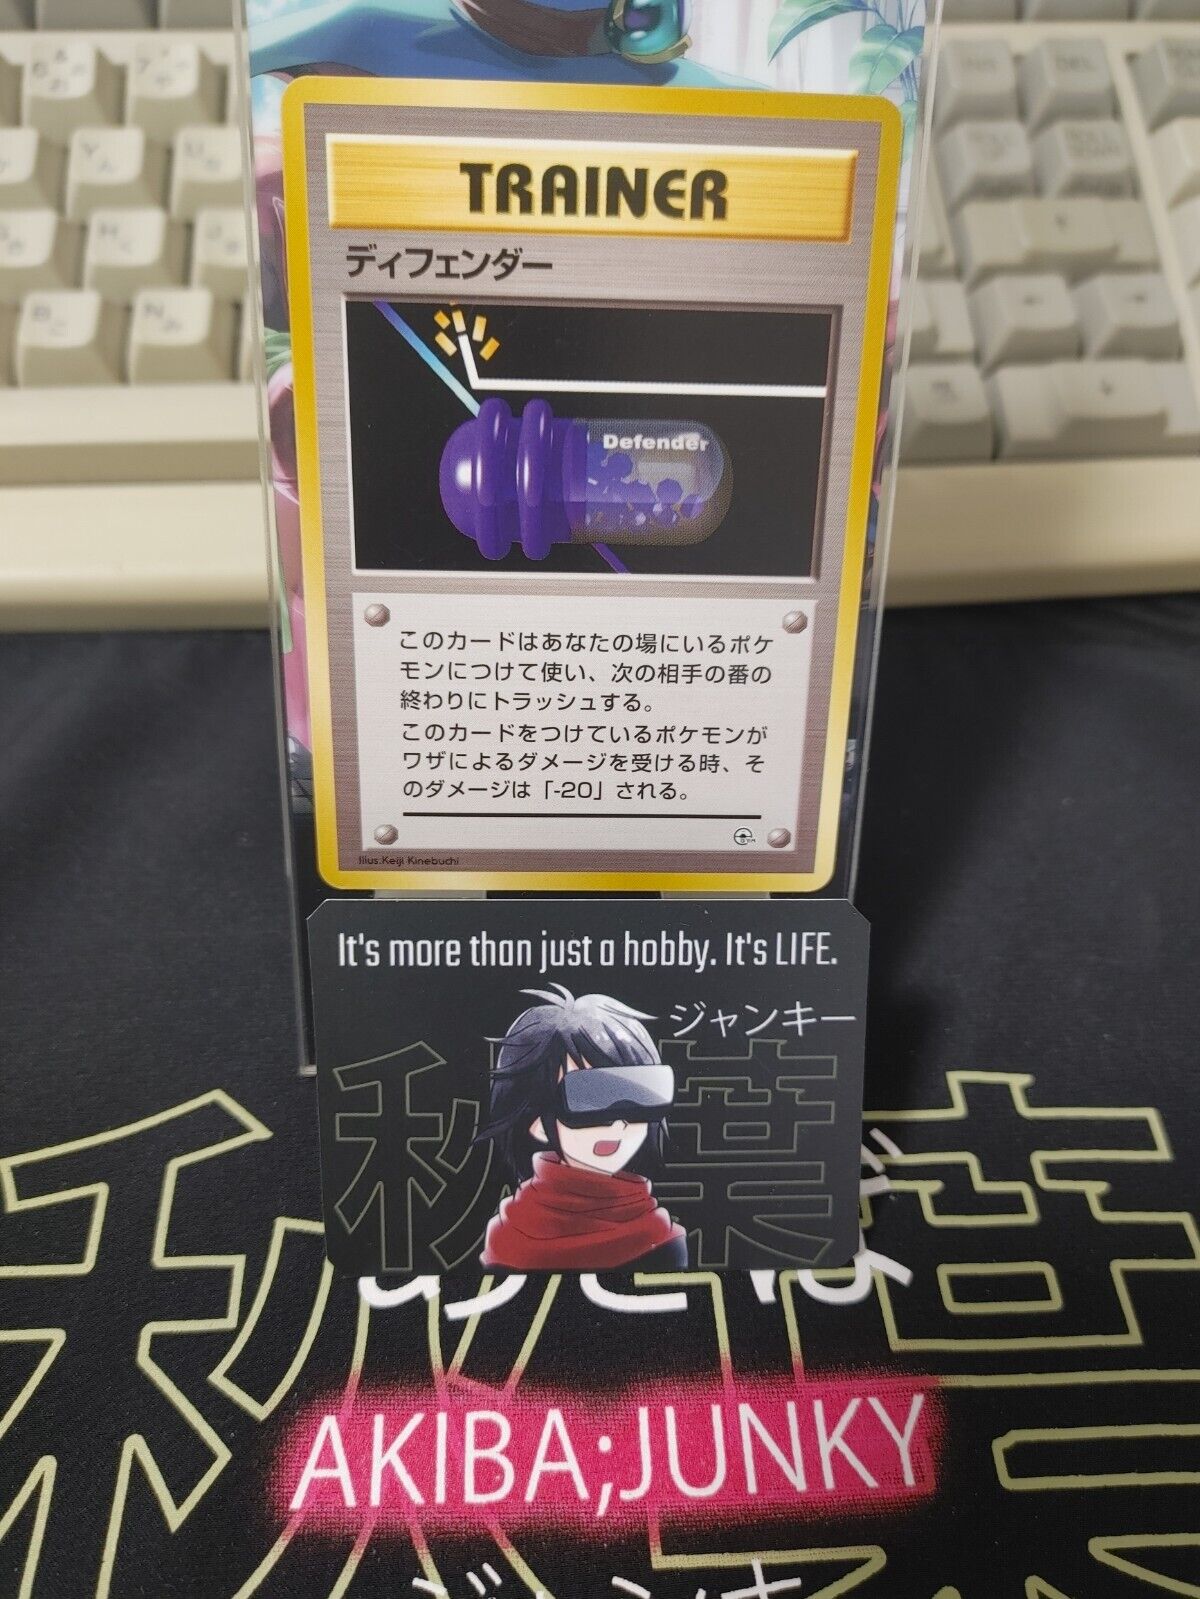 TRAINER
ディフェンダー
Defender
このカードはあなたの場にいるポケ
モンにつけて使い、次の相手の番の
終わりにトラッシュする。
このカードをつけているポケモンが
ワザによるダメージを受ける時、そ
のダメージは「-20」される。
Illus.Keiji Kinebuchi
It's more than just a hobby. It's LIFE.
ジャンキー
秋葉
AKIBA;JUNKY